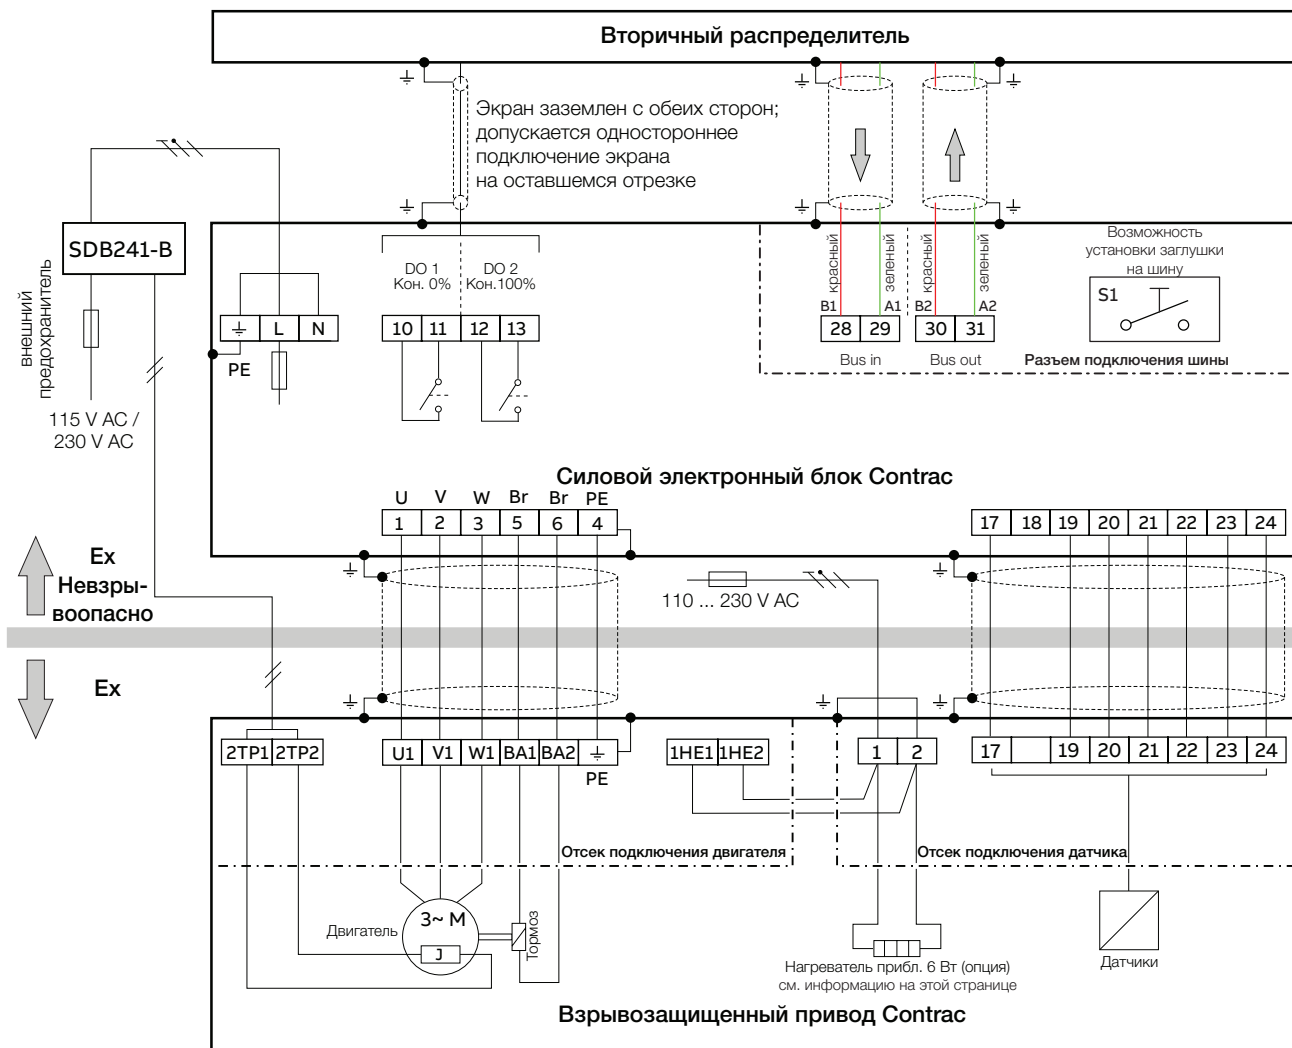 Вторичный распределитель
Экран заземлен с обеих сторон;
допускается одностороннее
подключение экрана
на оставшемся отрезке
SDB241-B
внешний
предохранитель
115 V AC /
230 V AC
L N
PE
DO 1
Кон. 0%
DO 2
Кон.100%
10 11 12 13
красный
зеленый
красный
зеленый
B1 A1 B2 A2
28 29 30 31
Bus in Bus out
Возможность
установки заглушки
на шину
S1
Разъем подключения шины
Силовой электронный блок Contrac
U V W Br Br PE
1 2 3 5 6 4
17 18 19 20 21 22 23 24
Ex
Невзры-
воопасно
110 ... 230 V AC
Ex
2TP1 2TP2
U1 V1 W1 BA1 BA2
PE
1HE1 1HE2
1 2
17 19 20 21 22 23 24
Отсек подключения двигателя
Отсек подключения датчика
Двигатель
3~ M
J
Тормоз
Нагреватель прибл. 6 Вт (опция)
см. информацию на этой странице
Датчики
Взрывозащищенный привод Contrac